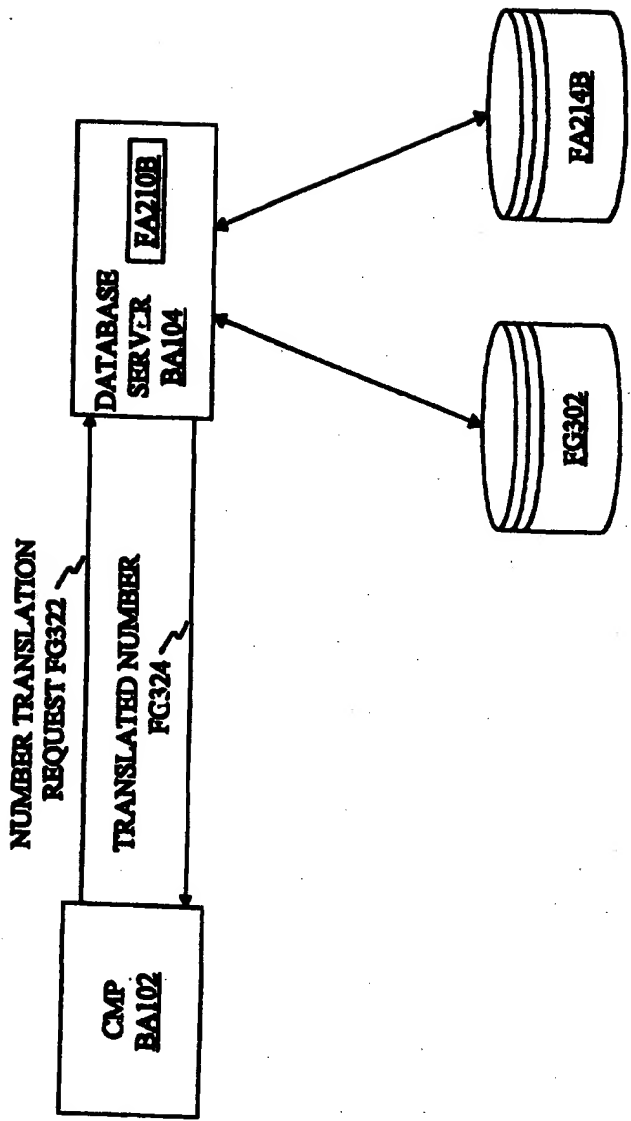 CMP
BA102
NUMBER TRANSLATION
REQUEST FG322
TRANSLATED NUMBER
FG324
DATABASE
SERVER
BA104
FA210B
FG302
FA214B